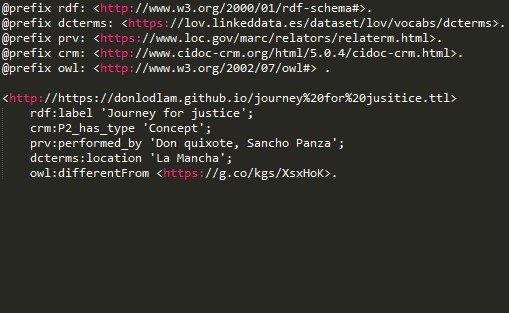 @prefix rdf: <http://www.w3.org/2000/01/rdf-schema#>.
@prefix dcterms: <https://lov.linkeddata.es/dataset/lov/vocabs/dcterms>.
@prefix prv: <https://www.loc.gov/marc/relators/relaterm.html>.
@prefix crm: <http://www.cidoc-crm.org/html/5.0.4/cidoc-crm.html>.
@prefix owl: <http://www.w3.org/2002/07/owl#> .

<http://https://donlodlam.github.io/journey%20for%20jusitice.ttl>
    rdf:label 'Journey for justice';
    crm:P2_has_type 'Concept';
    prv:performed_by 'Don quixote, Sancho Panza';
    dcterms:location 'La Mancha';
    owl:differentFrom <https://g.co/kgs/XsxHoK>.